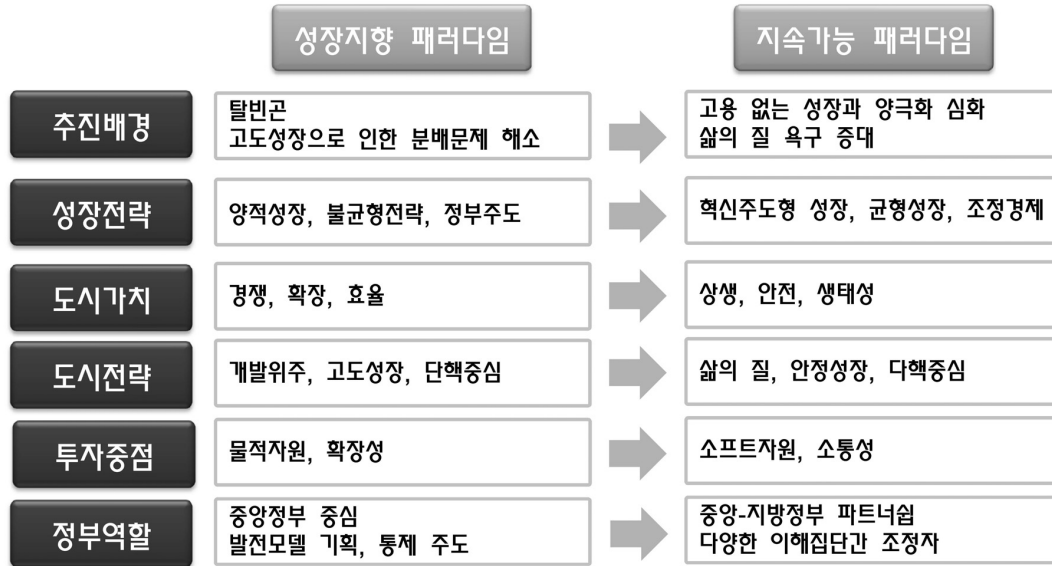 성장지향 패러다임
지속가능 패러다임
추진배경
탈빈곤
고도성장으로 인한 분배문제 해소
고용 없는 성장과 양극화 심화
삶의 질 욕구 증대
성장전략
양적성장, 불균형전략, 정부주도
혁신주도형 성장, 균형성장, 조정경제
도시가치
경쟁, 확장, 효율
상생, 안전, 생태성
도시전략
개발위주, 고도성장, 단핵중심
삶의 질, 안정성장, 다핵중심
투자중점
물적자원, 확장성
소프트자원, 소통성
정부역할
중앙정부 중심
발전모델 기획, 통제 주도
중앙-지방정부 파트너쉽
다양한 이해집단간 조정자